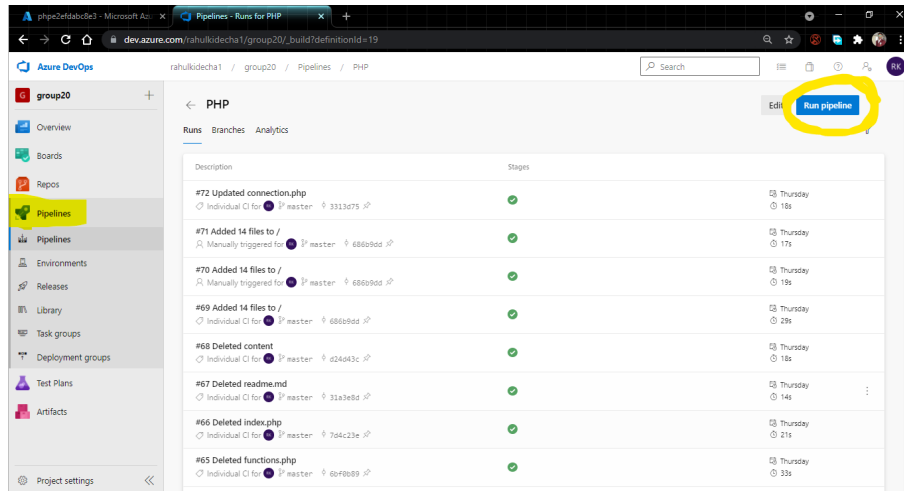 phpe2efdabc8e3 - Microsoft Az
Pipelines - Runs for PHP
dev.azure.com/rahulkidecha1/group20/_build?definitionId=19
Azure DevOps
rahulkidecha1 / group20 / Pipelines / PHP
Search
RK
G group20
PHP
Edit
Run pipeline
Overview
Runs Branches Analytics
Boards
Description
Stages
Repos
#72 Updated connection.php
Individual CI for master 3313d75
Thursday
18s
Pipelines
#71 Added 14 files to /
Manually triggered for master 686b9dd
Thursday
17s
Pipelines
Environments
#70 Added 14 files to /
Manually triggered for master 686b9dd
Thursday
19s
Releases
Library
#69 Added 14 files to /
Individual CI for master 686b9dd
Thursday
29s
Task groups
Deployment groups
#68 Deleted content
Individual CI for master d24d43c
Thursday
18s
Test Plans
#67 Deleted readme.md
Individual CI for master 31a3e8d
Thursday
14s
Artifacts
#66 Deleted index.php
Individual CI for master 7d4c23e
Thursday
21s
#65 Deleted functions.php
Individual CI for master 6bf0b89
Thursday
33s
Project settings